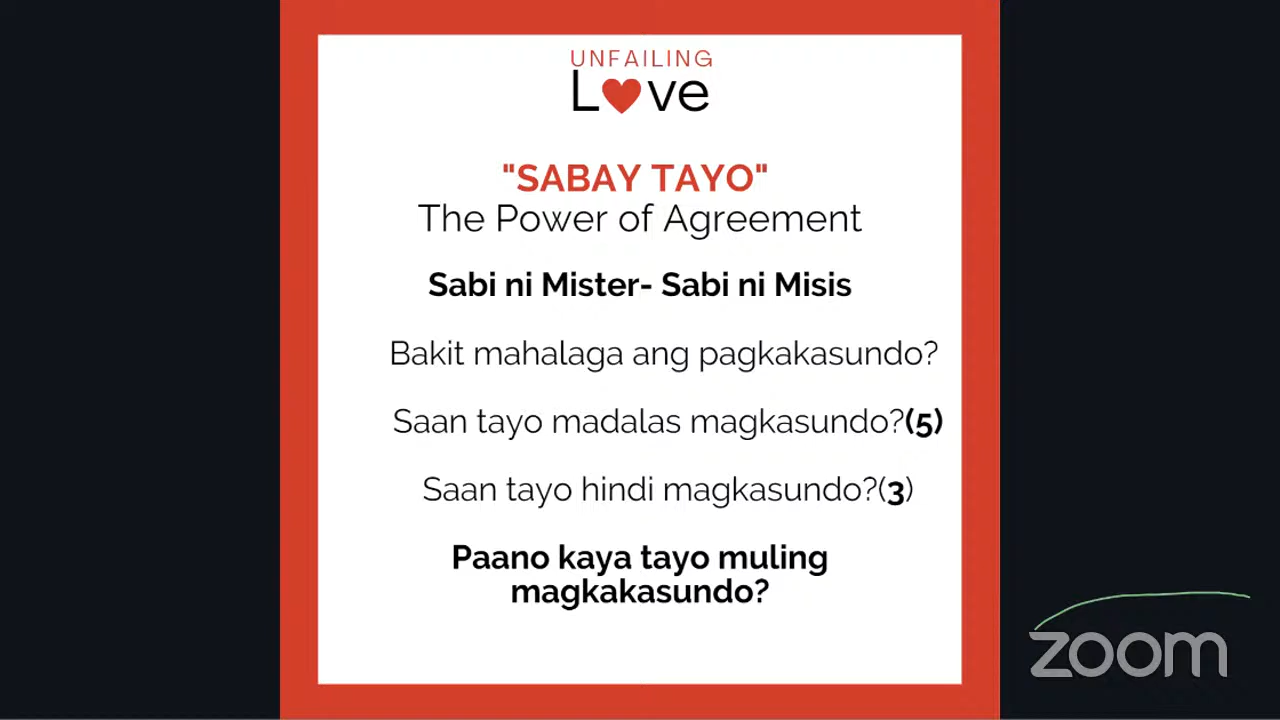 UNFAILING
L❤ve
"SABAY TAYO"
The Power of Agreement
Sabi ni Mister- Sabi ni Misis
Bakit mahalaga ang pagkakasundo?
Saan tayo madalas magkasundo?(5)
Saan tayo hindi magkasundo?(3)
Paano kaya tayo muling
magkakasundo?
zoom